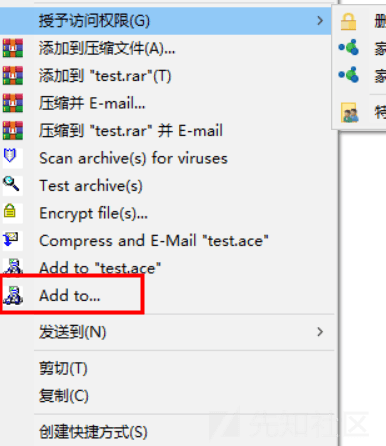 授予访问权限(G)
添加到压缩文件(A)...
添加到 "test.rar"(T)
压缩并 E-mail...
压缩到 "test.rar" 并 E-mail
Scan archive(s) for viruses
Test archive(s)
Encrypt file(s)...
Compress and E-Mail "test.ace"
Add to "test.ace"
Add to...
发送到(N)
剪切(T)
复制(C)
创建快捷方式(S)
删
家
家
特
先知社区